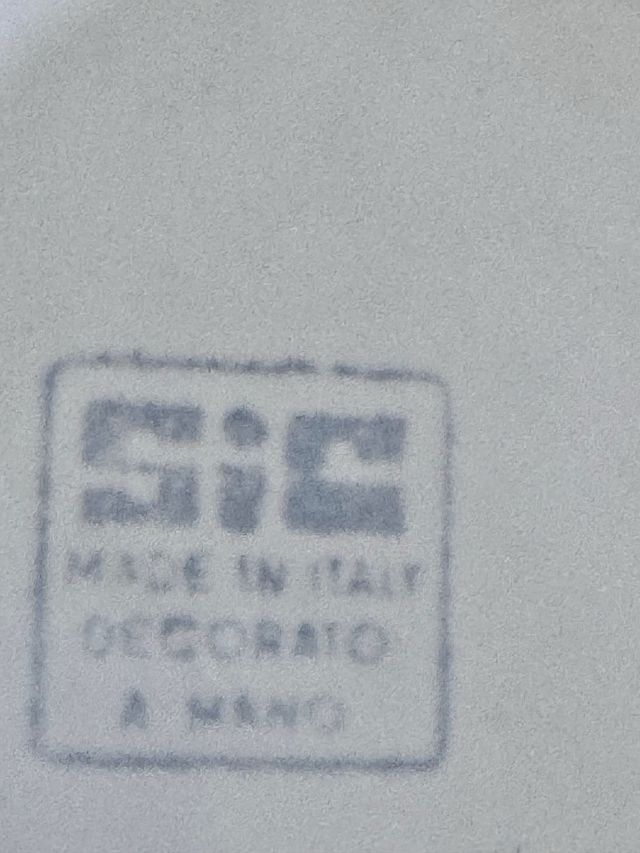 SiC
MADE IN ITALY
DECORATO
A MANO